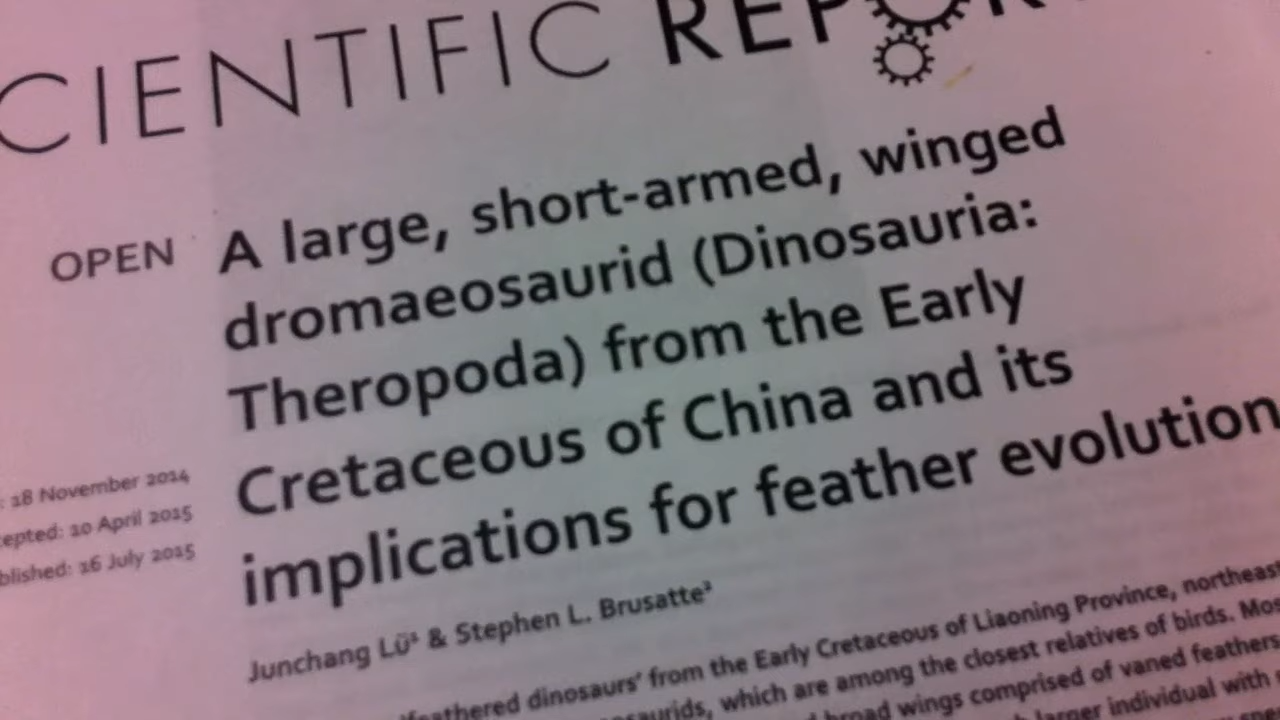 CIENTIFIC REPOR
OPEN
A large, short-armed, winged
dromaeosaurid (Dinosauria:
Theropoda) from the Early
Cretaceous of China and its
implications for feather evolution
: 18 November 2014
cepted: 10 April 2015
blished: 16 July 2015
Junchang Lü¹ & Stephen L. Brusatte²
'feathered dinosaurs' from the Early Cretaceous of Liaoning Province, northeast
osaurids, which are among the closest relatives of birds. Mos
broad wings comprised of vaned feathers
larger individual with